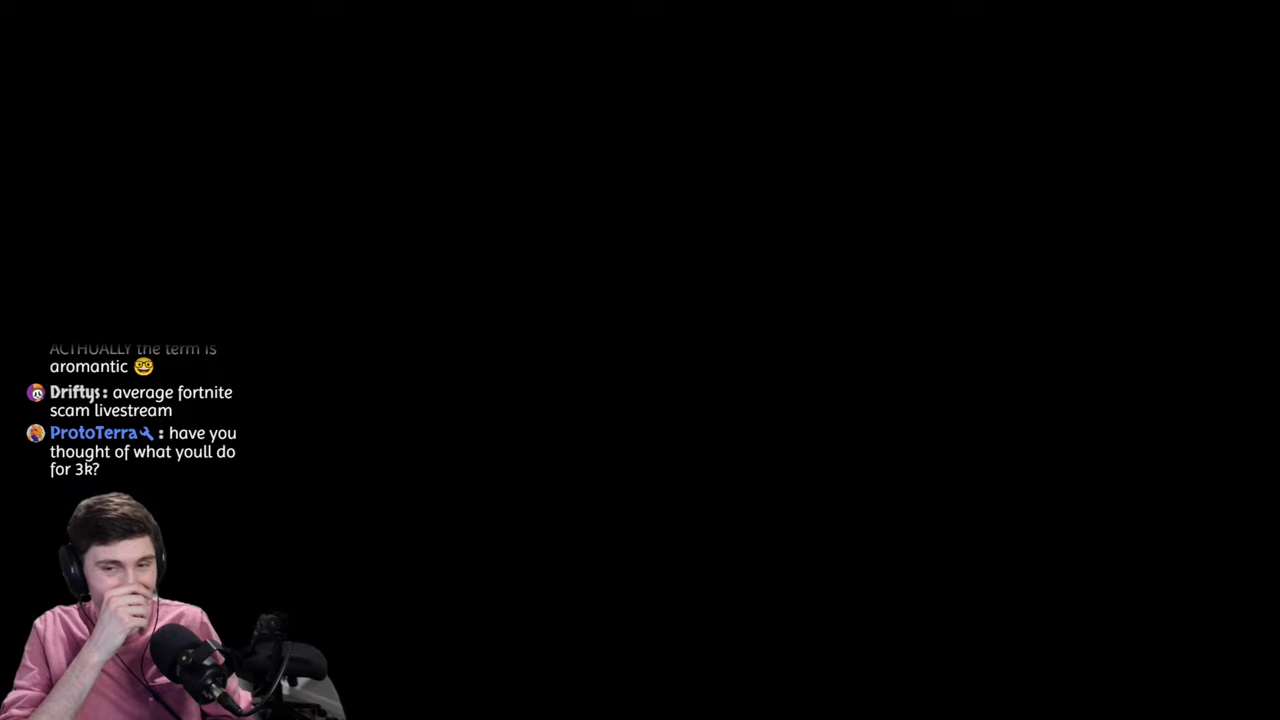 ACTHUALLY the term is
aromantic 🤓
Driftys: average fortnite
scam livestream
ProtoTerra🔧: have you
thought of what youll do
for 3k?